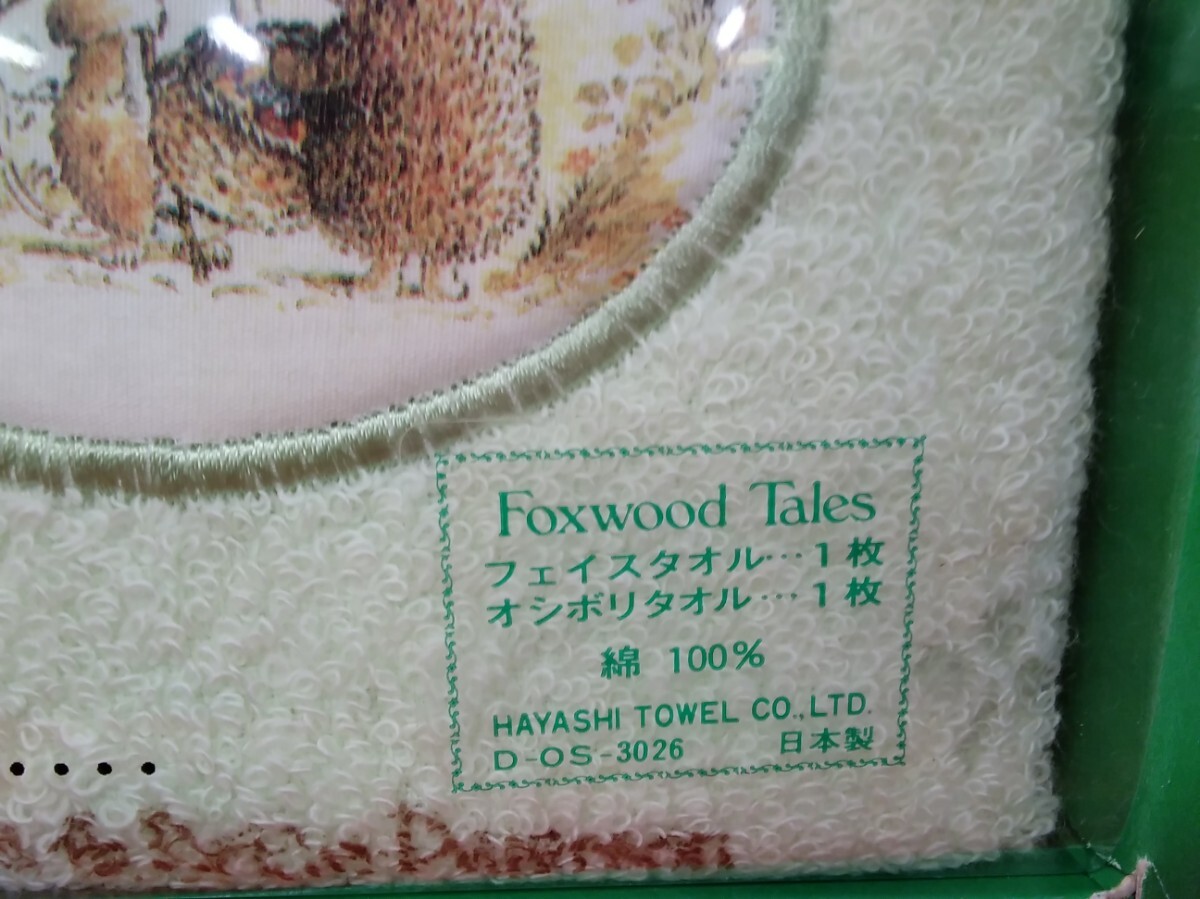 Foxwood Tales
フェイスタオル…1枚
オシボリタオル…1枚
綿 100%
HAYASHI TOWEL CO.,LTD.
D-OS-3026 日本製